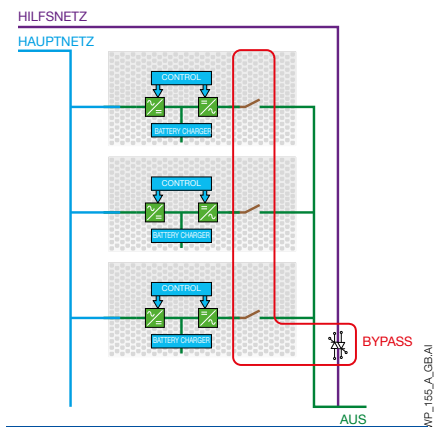 HILFSNETZ
HAUPTNETZ
CONTROL
BATTERY CHARGER
CONTROL
BATTERY CHARGER
CONTROL
BATTERY CHARGER
BYPASS
AUS
WP_155_A_GB.AI